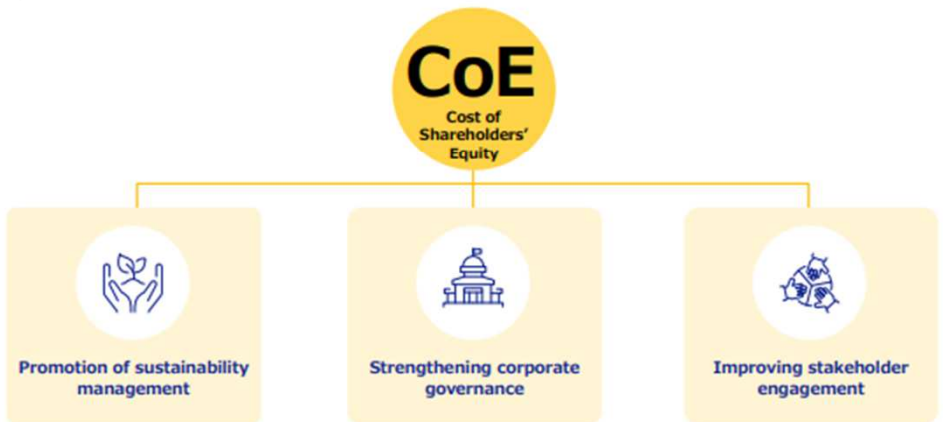 CoE
Cost of
Shareholders’
Equity
Promotion of sustainability
management
Strengthening corporate
governance
Improving stakeholder
engagement